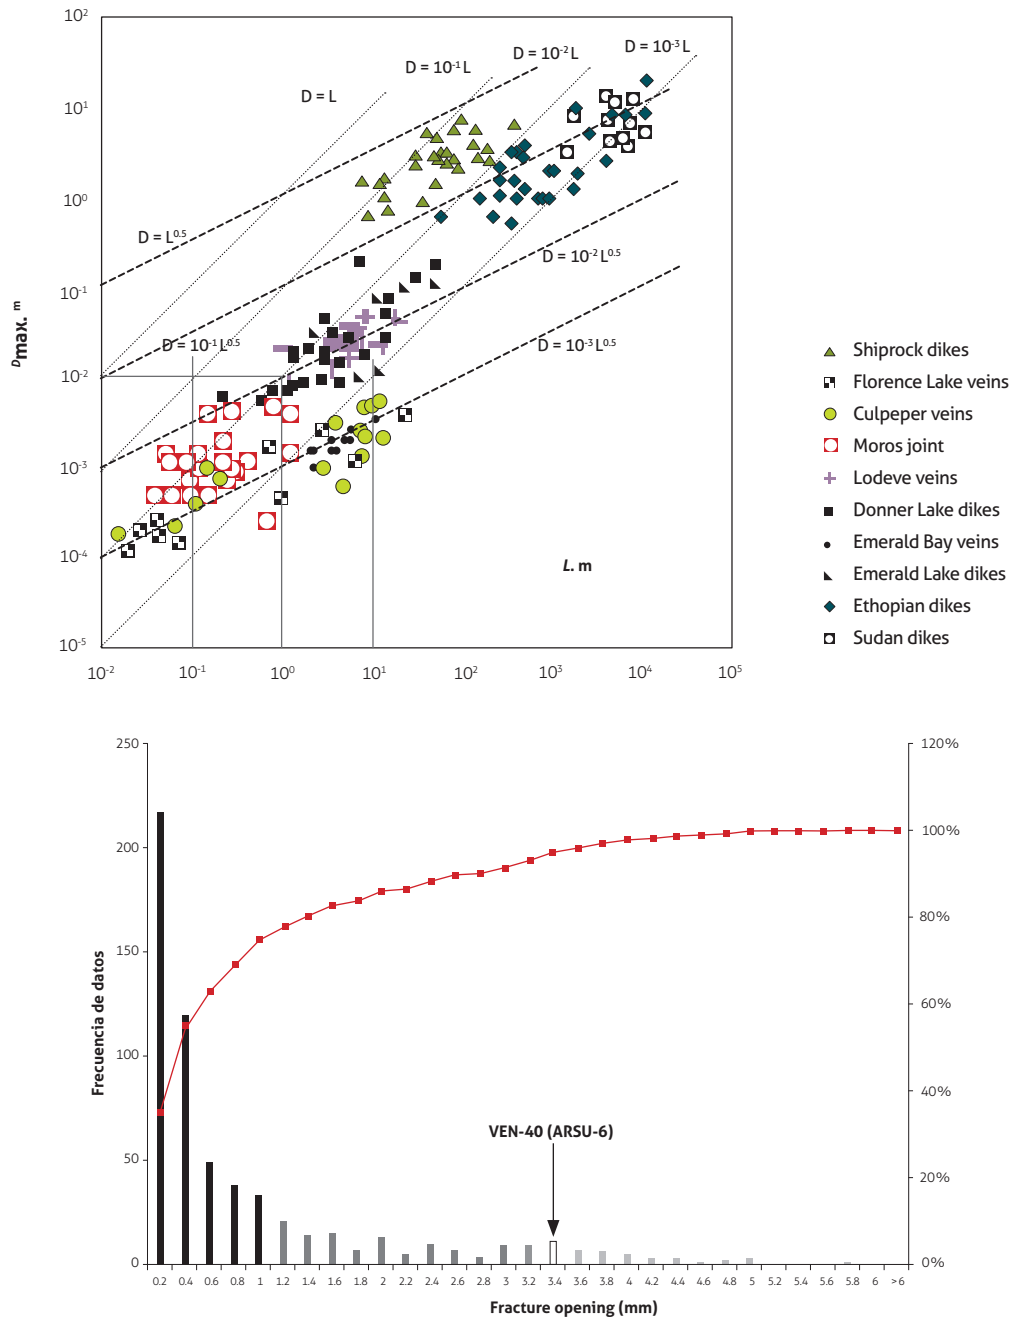 10²
10¹
10⁰
10⁻¹
10⁻²
10⁻³
10⁻⁴
10⁻⁵
Dmax. m
D = L
D = 10⁻¹ L
D = 10⁻² L
D = 10⁻³ L
D = L⁰·⁵
D = 10⁻¹ L⁰·⁵
D = 10⁻² L⁰·⁵
D = 10⁻³ L⁰·⁵
L. m
10⁻² 10⁻¹ 10⁰ 10¹ 10² 10³ 10⁴ 10⁵
Shiprock dikes
Florence Lake veins
Culpeper veins
Moros joint
Lodeve veins
Donner Lake dikes
Emerald Bay veins
Emerald Lake dikes
Ethopian dikes
Sudan dikes
250
200
150
100
50
0
Frecuencia de datos
120%
100%
80%
60%
40%
20%
0%
VEN-40 (ARSU-6)
0.2 0.4 0.6 0.8 1 1.2 1.4 1.6 1.8 2 2.2 2.4 2.6 2.8 3 3.2 3.4 3.6 3.8 4 4.2 4.4 4.6 4.8 5 5.2 5.4 5.6 5.8 6 >6
Fracture opening (mm)